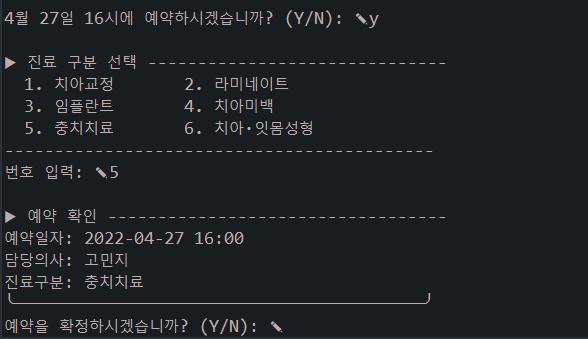 4월 27일 16시에 예약하시겠습니까? (Y/N): ✎y
▶ 진료 구분 선택 ------------------------------
1. 치아교정 2. 라미네이트
3. 임플란트 4. 치아미백
5. 충치치료 6. 치아·잇몸성형
-------------------------------------------
번호 입력: ✎5
▶ 예약 확인 ----------------------------------
예약일자: 2022-04-27 16:00
담당의사: 고민지
진료구분: 충치치료
예약을 확정하시겠습니까? (Y/N): ✎